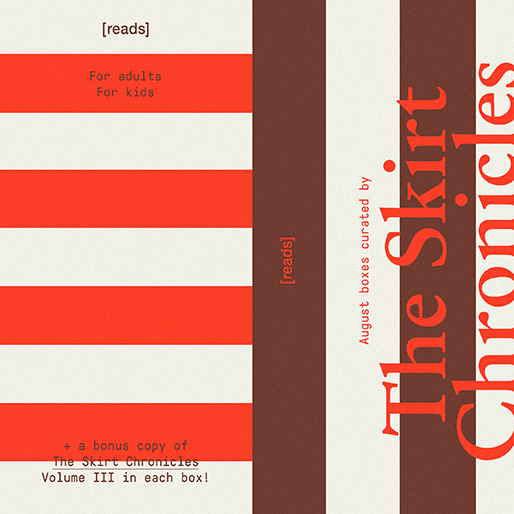 [reads]
For adults
For kids
+ a bonus copy of
The Skirt Chronicles
Volume III in each box!
[reads]
August boxes curated by
The Skirt
Chronicles